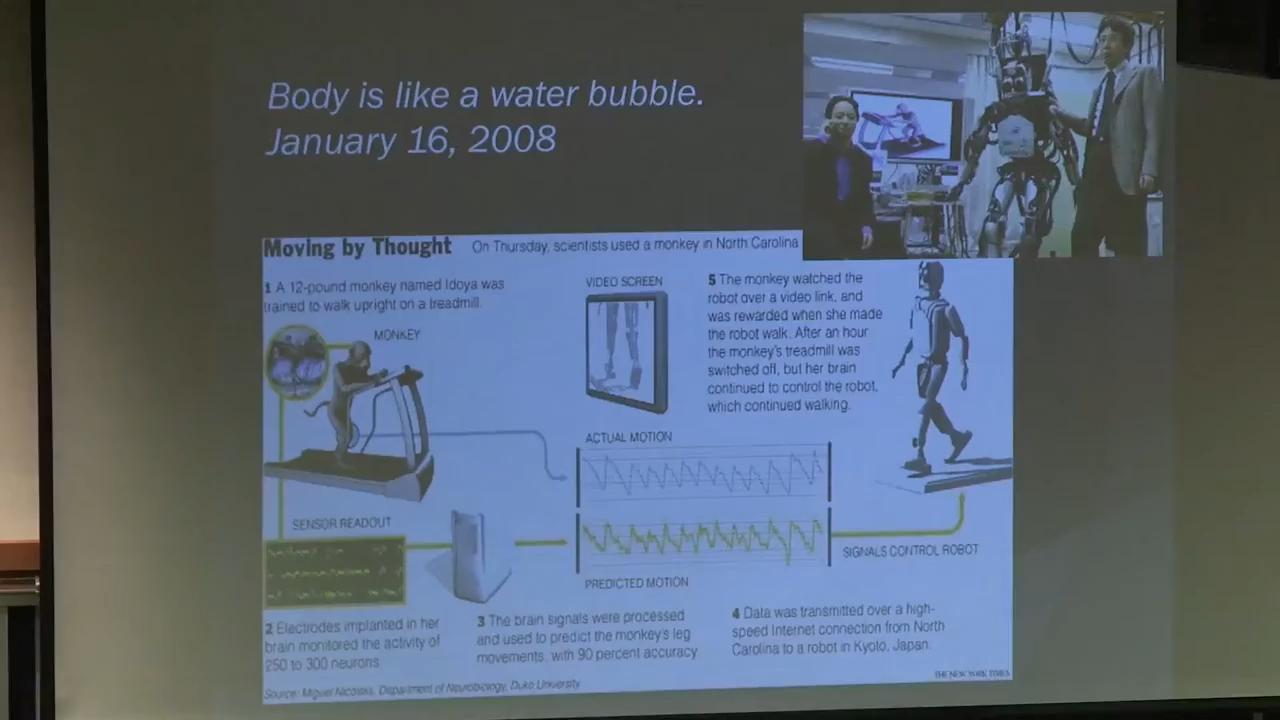 Body is like a water bubble.
January 16, 2008
Moving by Thought
On Thursday, scientists used a monkey in North Carolina
1 A 12-pound monkey named Idoya was
trained to walk upright on a treadmill.
MONKEY
VIDEO SCREEN
5 The monkey watched the
robot over a video link, and
was rewarded when she made
the robot walk. After an hour
the monkey's treadmill was
switched off, but her brain
continued to control the robot,
which continued walking.
ACTUAL MOTION
SENSOR READOUT
PREDICTED MOTION
SIGNALS CONTROL ROBOT
2 Electrodes implanted in her
brain monitored the activity of
250 to 300 neurons
3 The brain signals were processed
and used to predict the monkey's leg
movements, with 90 percent accuracy
4 Data was transmitted over a high-
speed Internet connection from North
Carolina to a robot in Kyoto, Japan.
Source: Miguel Nicolelis, Department of Neurobiology, Duke University
THE NEW YORK TIMES